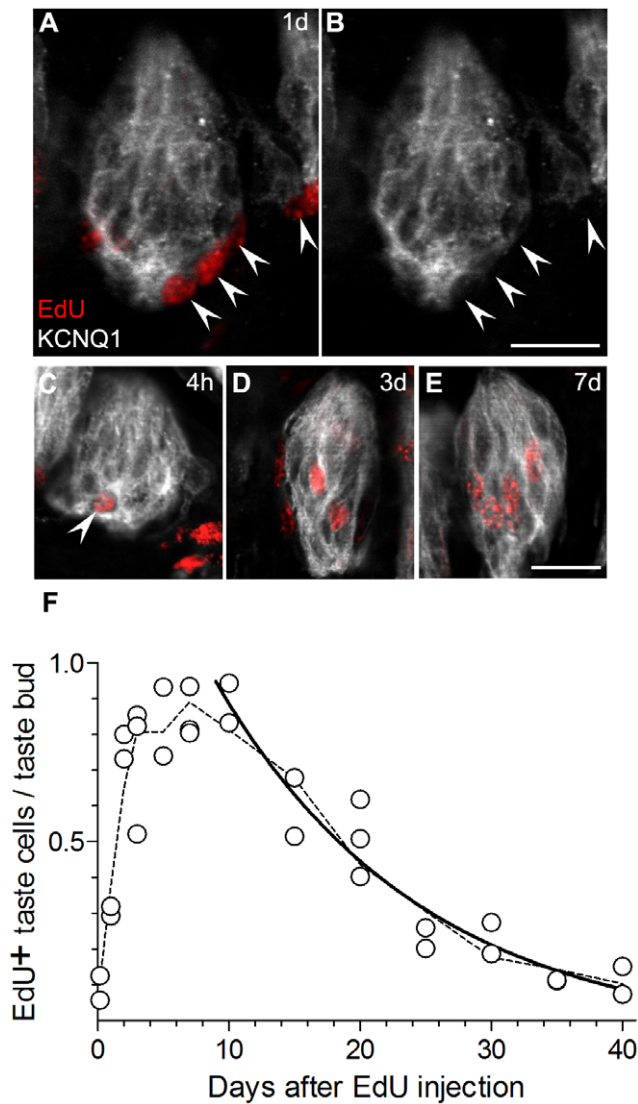 A 1d B
EdU
KCNQ1
C 4h D 3d E 7d
F
EdU+ taste cells / taste bud
1.0
0.5
0 10 20 30 40
Days after EdU injection